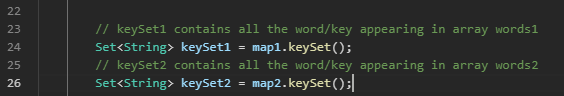 22
23 // keySet1 contains all the word/key appearing in array words1
24 Set<String> keySet1 = map1.keySet();
25 // keySet2 contains all the word/key appearing in array words2
26 Set<String> keySet2 = map2.keySet();